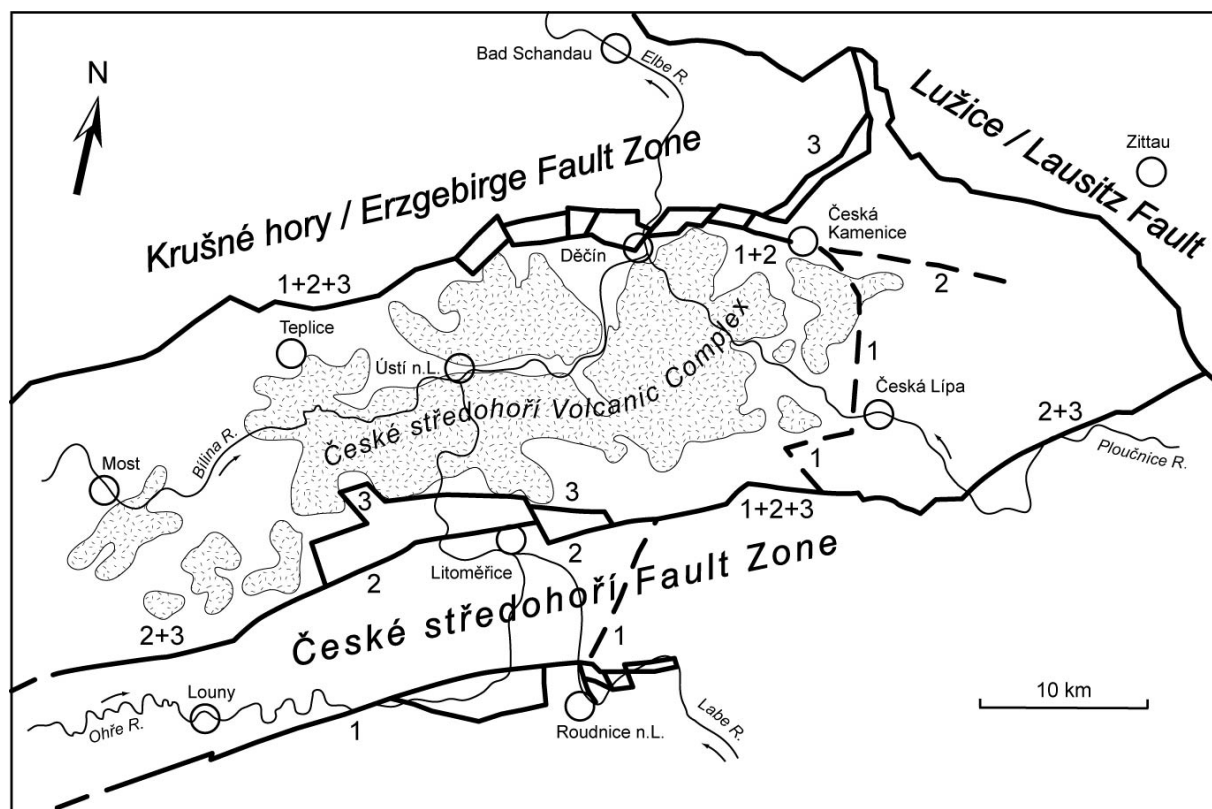 N
Bad Schandau
Elbe R.
Lužice / Lausitz Fault
Zittau
Krušné hory / Erzgebirge Fault Zone
3
Česká
Kamenice
Děčín
1+2
2
1+2+3
Teplice
Ústí n.L.
České středohoří Volcanic Complex
1
Česká Lípa
2+3
Ploučnice R.
Bílina R.
Most
1
3
3
1+2+3
2
Litoměřice
2
České středohoří Fault Zone
2+3
1
Louny
Ohře R.
1
Roudnice n.L.
Labe R.
10 km